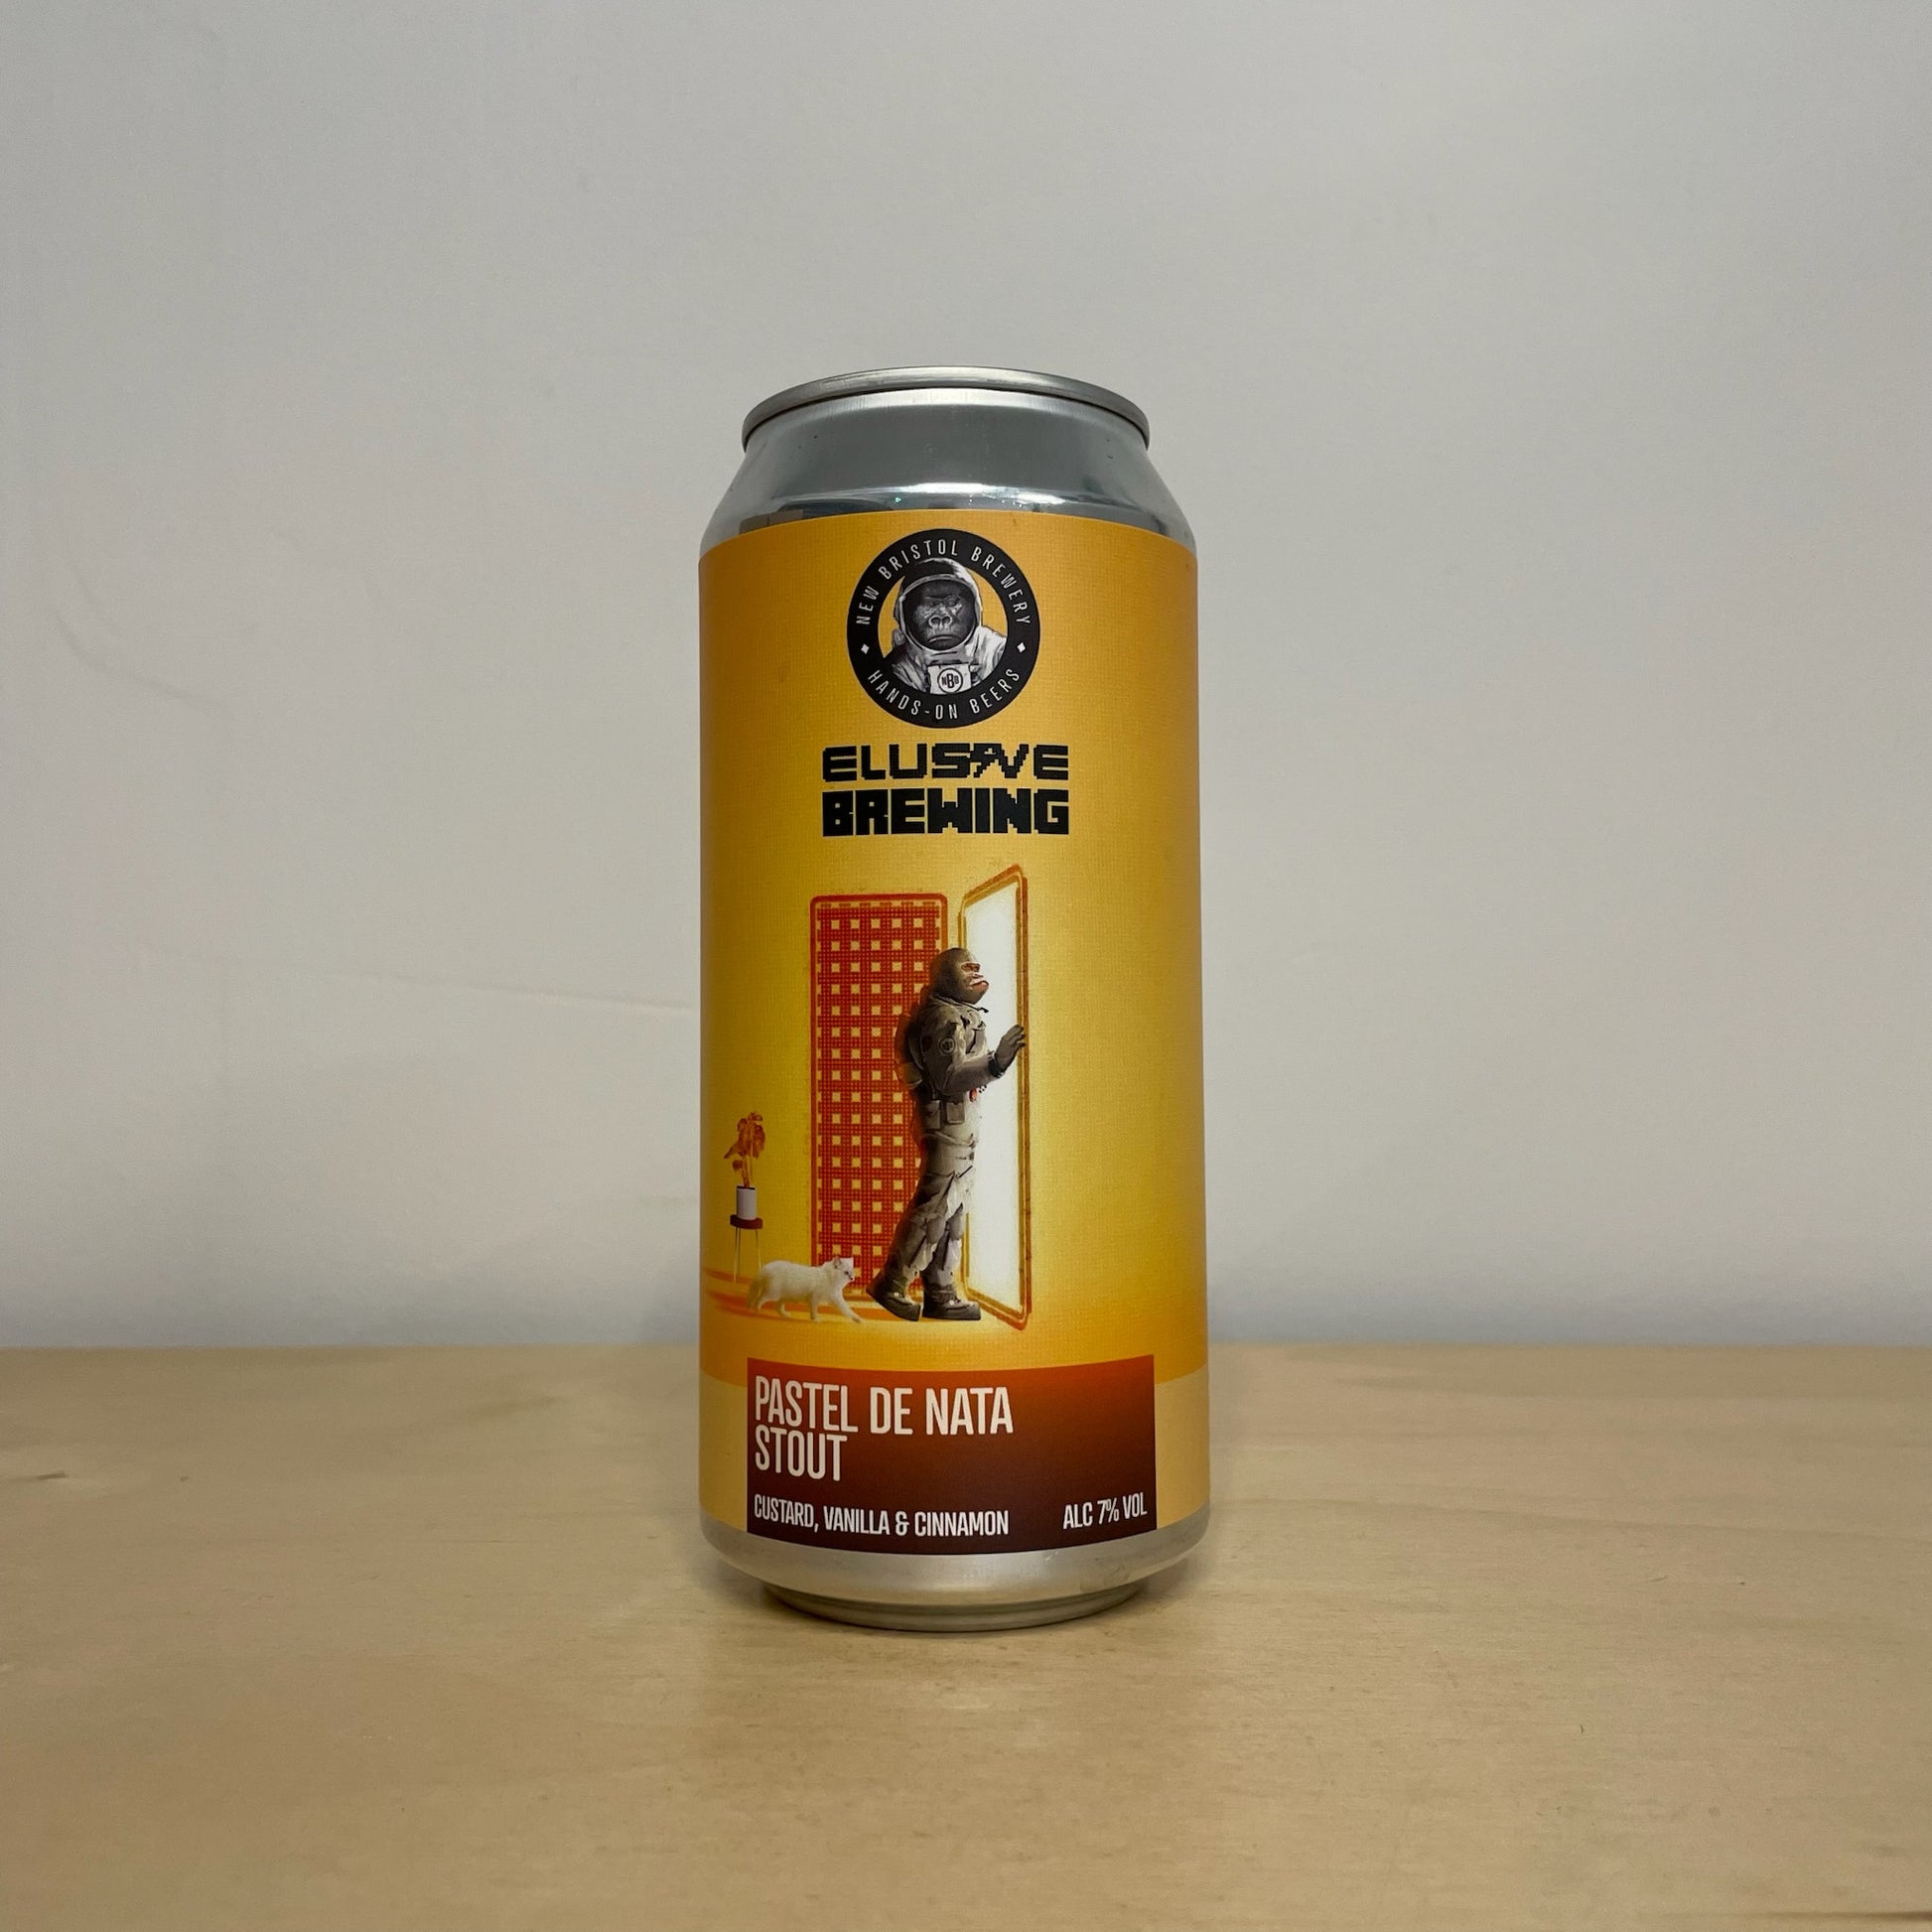 NEW BRISTOL BREWERY
HANDS-ON BEERS
NBB
ELUSIVE
BREWING
PASTEL DE NATA
STOUT
CUSTARD, VANILLA & CINNAMON
ALC 7% VOL